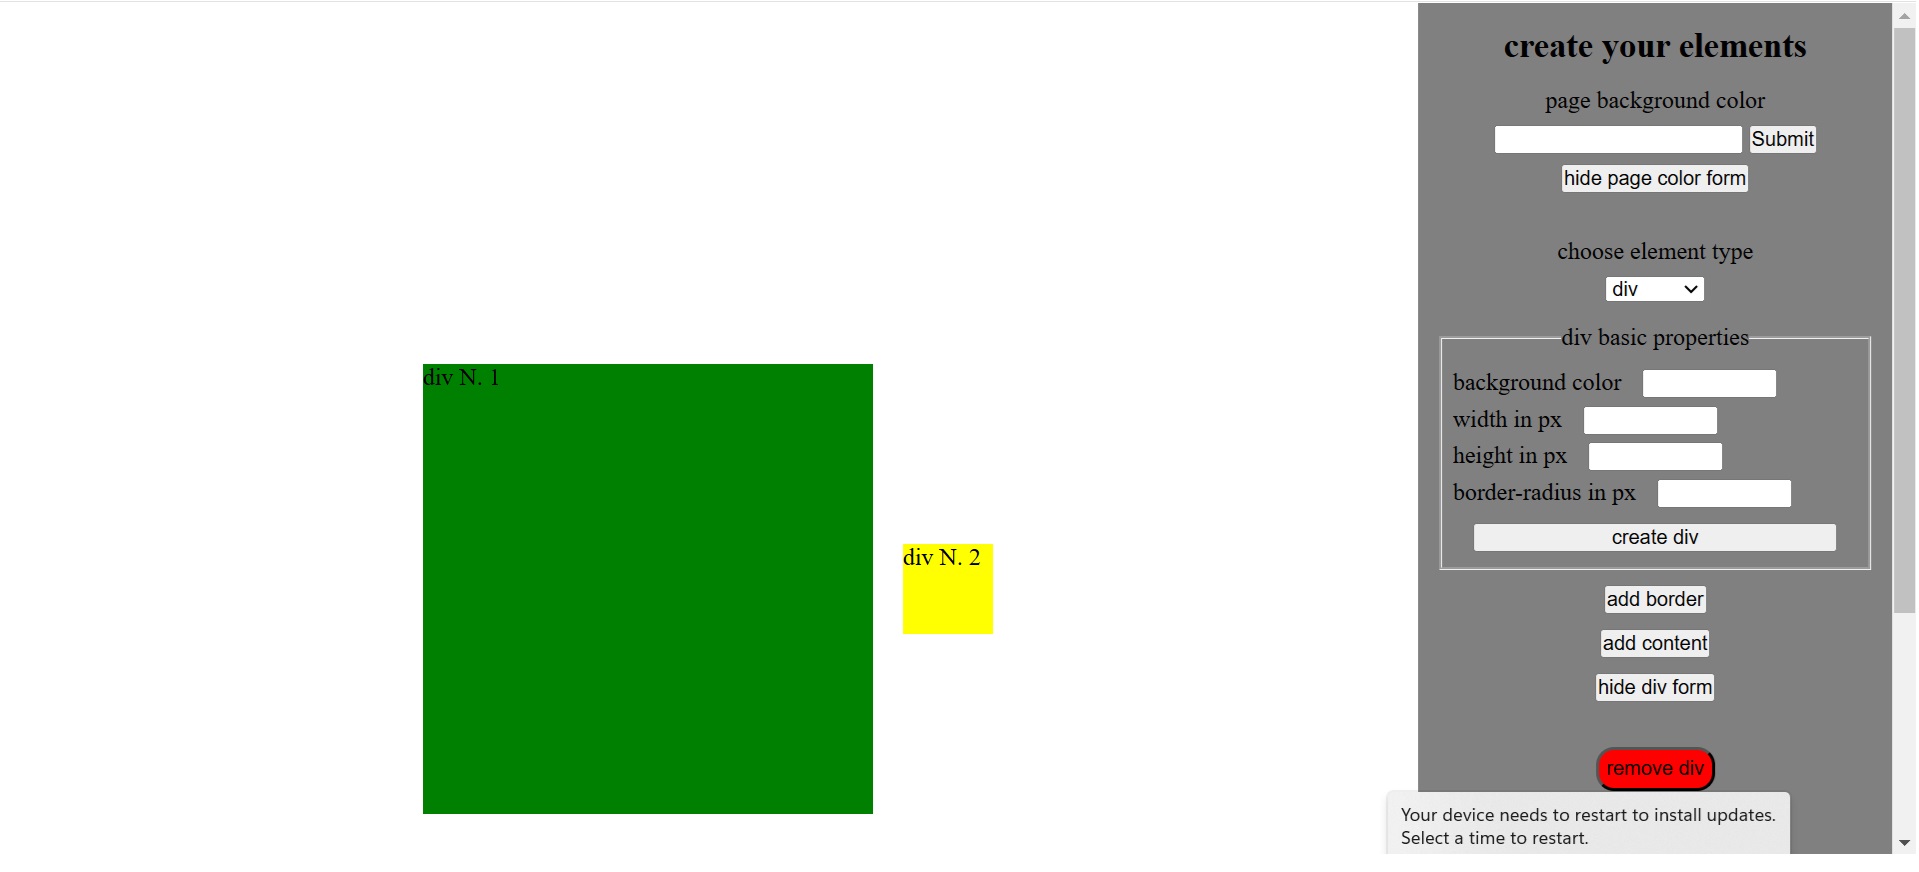 create your elements
page background color
Submit
hide page color form
choose element type
div
div basic properties
background color
width in px
height in px
border-radius in px
create div
add border
add content
hide div form
remove div
div N. 1
div N. 2
Your device needs to restart to install updates.
Select a time to restart.